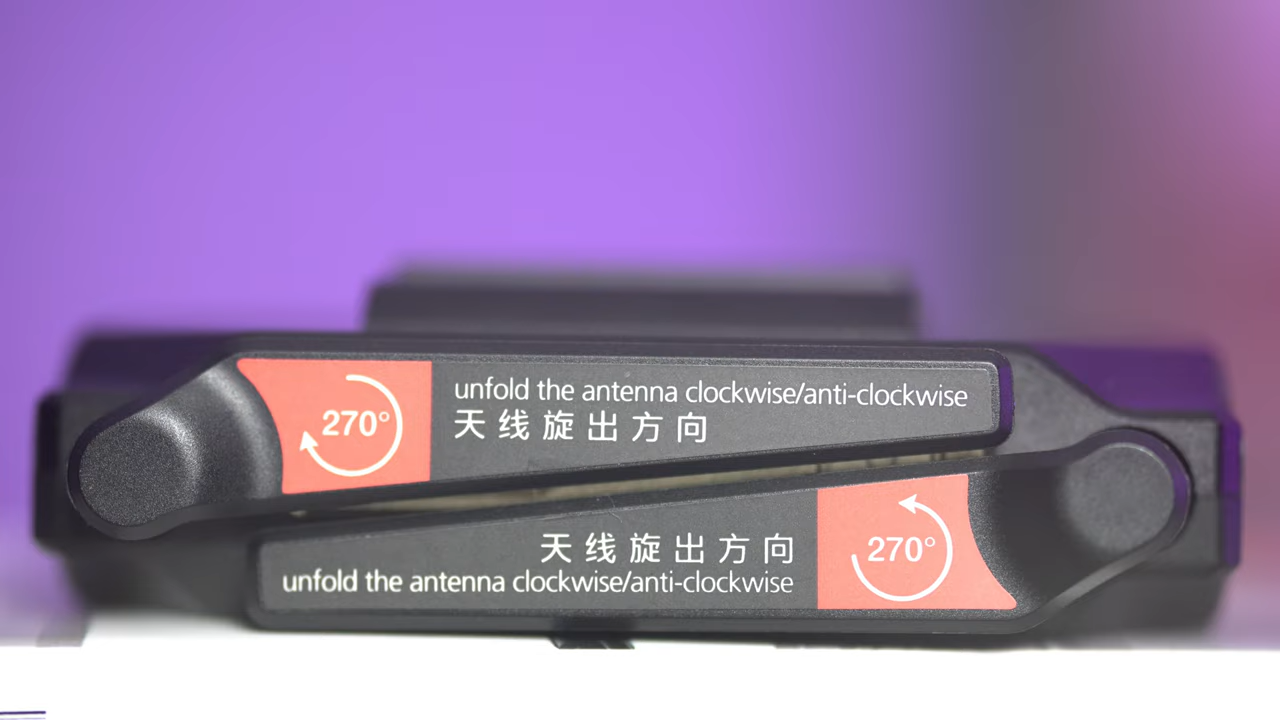 270°
unfold the antenna clockwise/anti-clockwise
天线旋出方向
天线旋出方向
unfold the antenna clockwise/anti-clockwise
270°